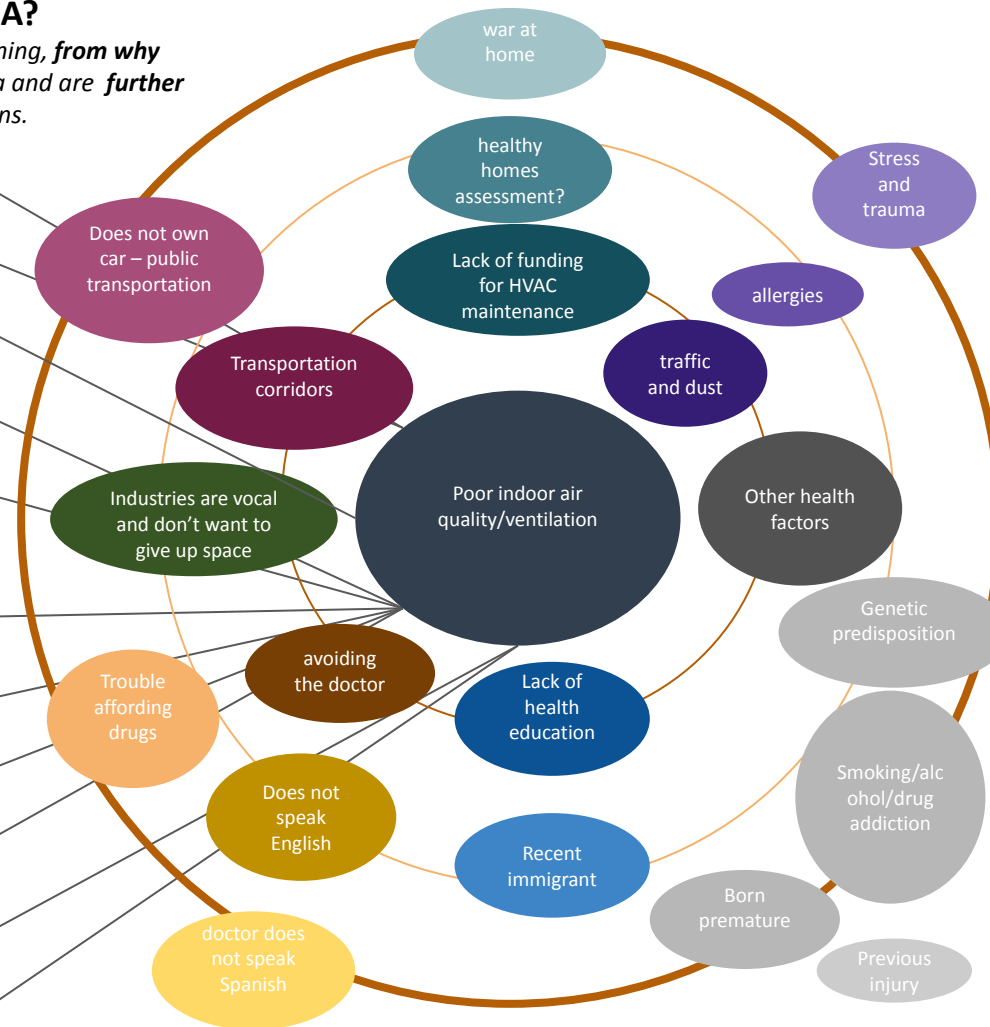 A?
ning, from why
a and are further
ns.
war at
home
healthy
homes
assessment?
Stress
and
trauma
Does not own
car – public
transportation
Lack of funding
for HVAC
maintenance
allergies
Transportation
corridors
traffic
and dust
Industries are vocal
and don't want to
give up space
Poor indoor air
quality/ventilation
Other health
factors
Genetic
predisposition
avoiding
the doctor
Trouble
affording
drugs
Lack of
health
education
Smoking/alc
ohol/drug
addiction
Does not
speak
English
Recent
immigrant
Born
premature
doctor does
not speak
Spanish
Previous
injury